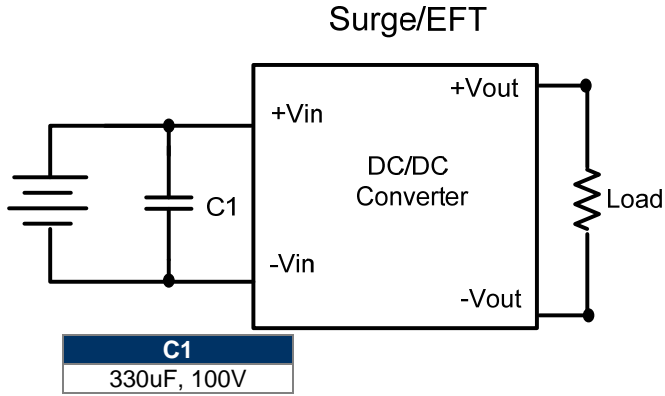 Surge/EFT
+Vout
+Vin
DC/DC
Converter
C1
Load
-Vin
-Vout
C1
330uF, 100V